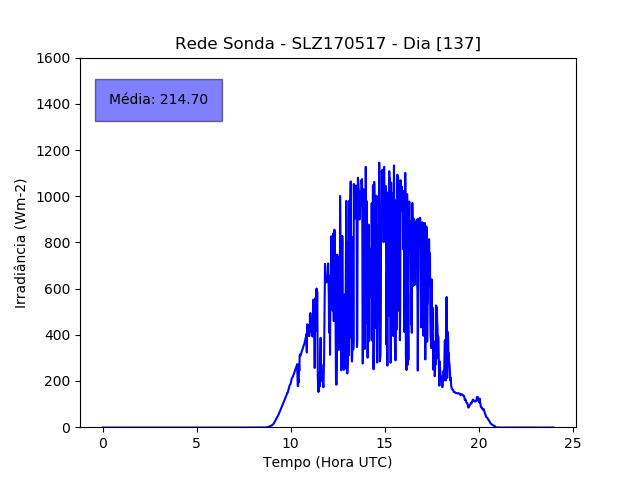 Rede Sonda - SLZ170517 - Dia [137]
1600
1400
1200
1000
800
600
400
200
0
Irradiância (Wm-2)
Média: 214.70
0 5 10 15 20 25
Tempo (Hora UTC)